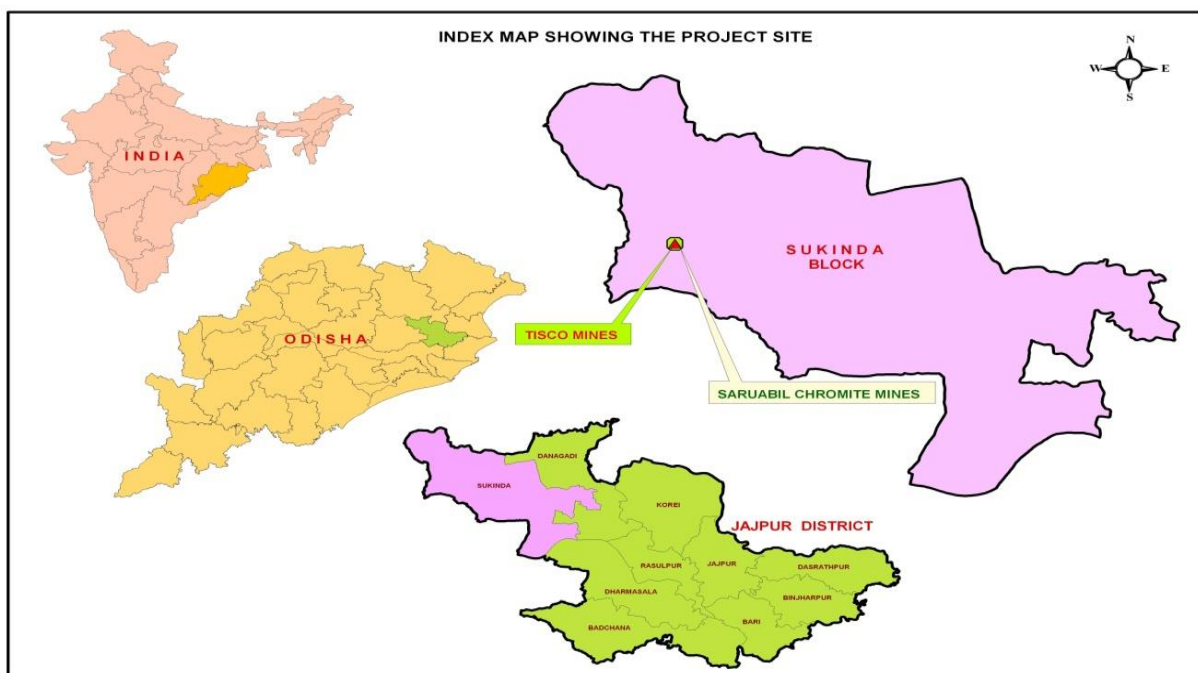 INDEX MAP SHOWING THE PROJECT SITE
N
W E
S
INDIA
SUKINDA
BLOCK
TISCO MINES
ODISHA
SARUABIL CHROMITE MINES
DANAGADI
SUKINDA
KOREI
JAJPUR DISTRICT
RASULPUR
JAJPUR
DASRATHPUR
DHARMASALA
BINJHARPUR
BARI
BADCHANA